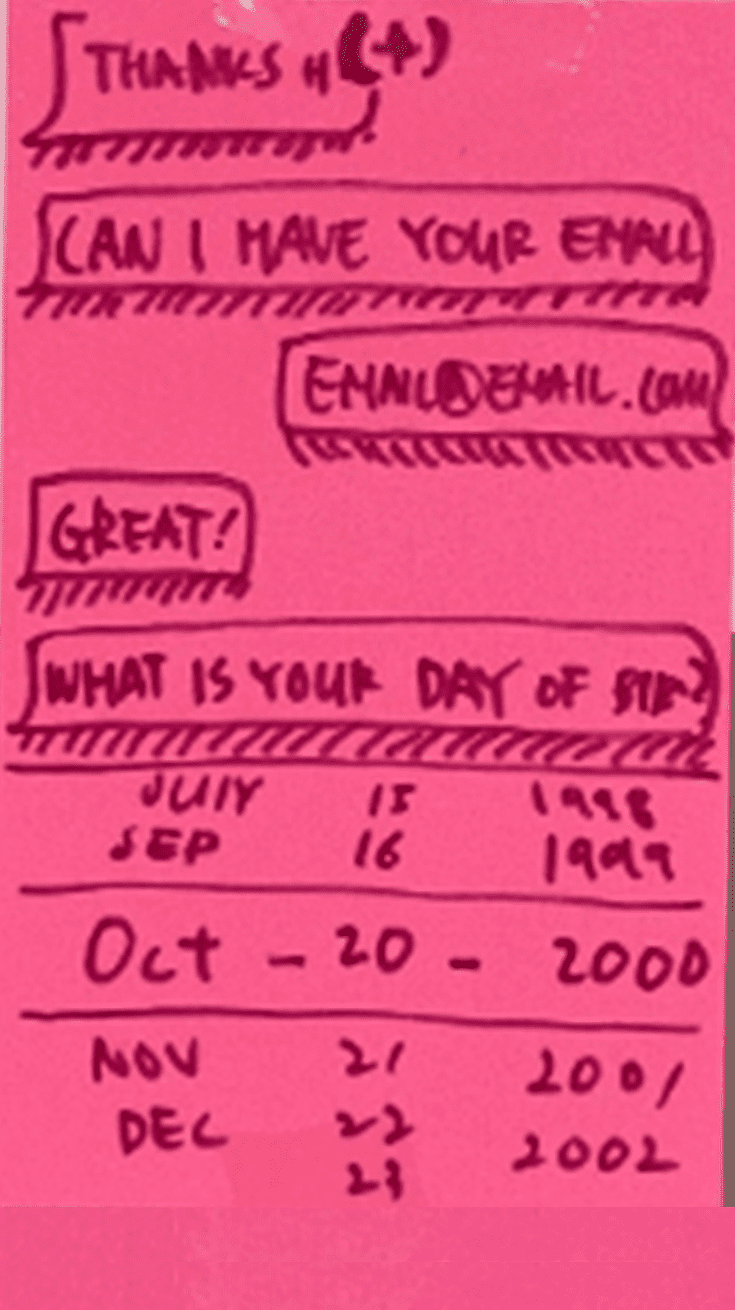 THANKS
CAN I HAVE YOUR EMAIL
EMAIL@EMAIL.com
GREAT!
WHAT IS YOUR DAY OF
JUlY 15 1998
SEP 16 1999
Oct - 20 - 2000
NOV 21 2001
DEC 22 2002
23